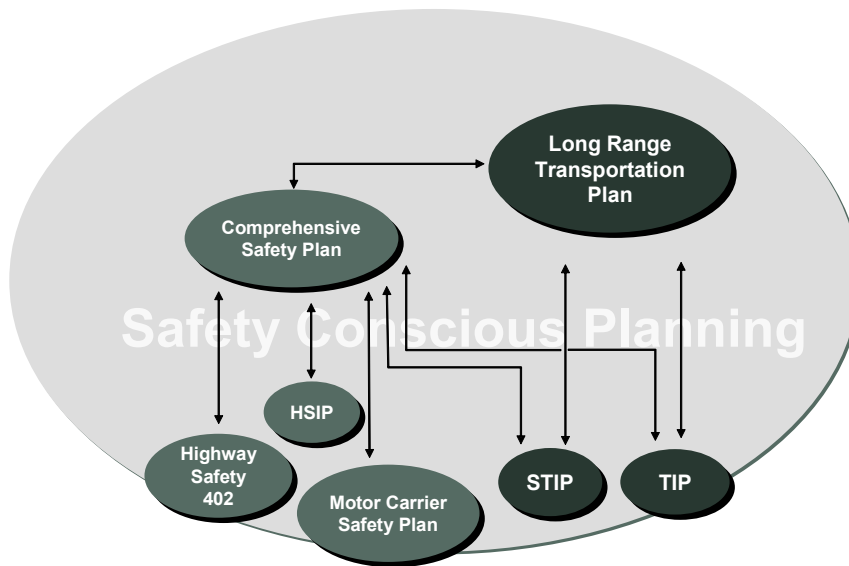 Long Range
Transportation
Plan
Comprehensive
Safety Plan
Safety Conscious Planning
HSIP
Highway
Safety
402
Motor Carrier
Safety Plan
STIP
TIP